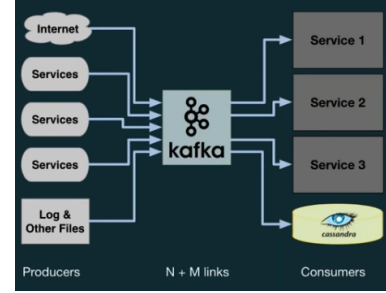 Internet
Services
Services
Services
Log &
Other Files
kafka
Service 1
Service 2
Service 3
cassandra
Producers
N + M links
Consumers